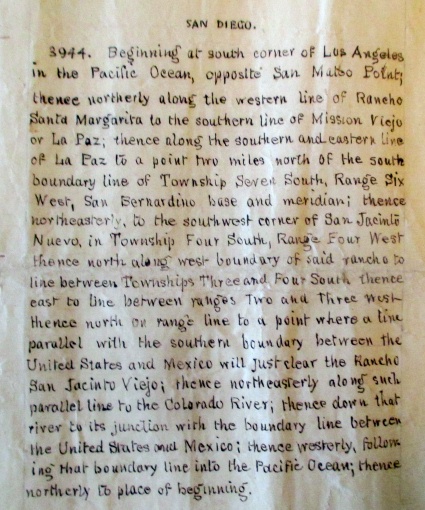 SAN DIEGO.
3944. Beginning at south corner of Los Angeles
in the Pacific Ocean, opposite San Mateo Point;
thence northerly along the western line of Rancho
Santa Margarita to the southern line of Mission Viejo
or La Paz; thence along the southern and eastern line
of La Paz to a point two miles north of the south
boundary line of Township Seven South, Range Six
West, San Bernardino base and meridian; thence
northeasterly, to the southwest corner of San Jacinto
Nuevo, in Township Four South, Range Four West
thence north along west boundary of said rancho to
line between Townships Three and Four South thence
east to line between ranges Two and Three west
thence north on range line to a point where a line
parallel with the southern boundary between the
United States and Mexico will just clear the Rancho
San Jacinto Viejo; thence northeasterly along such
parallel line to the Colorado River; thence down that
river to its junction with the boundary line between
the United States and Mexico; thence westerly, follow
ing that boundary line into the Pacific Ocean; thence
northerly to place of beginning.